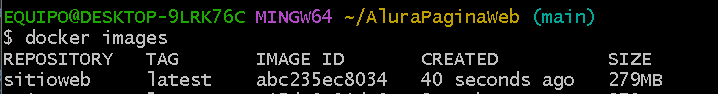 EQUIPO@DESKTOP-9LRK76C MINGW64 ~/AluraPaginaWeb (main)
$ docker images
REPOSITORY TAG IMAGE ID CREATED SIZE
sitioweb latest abc235ec8034 40 seconds ago 279MB